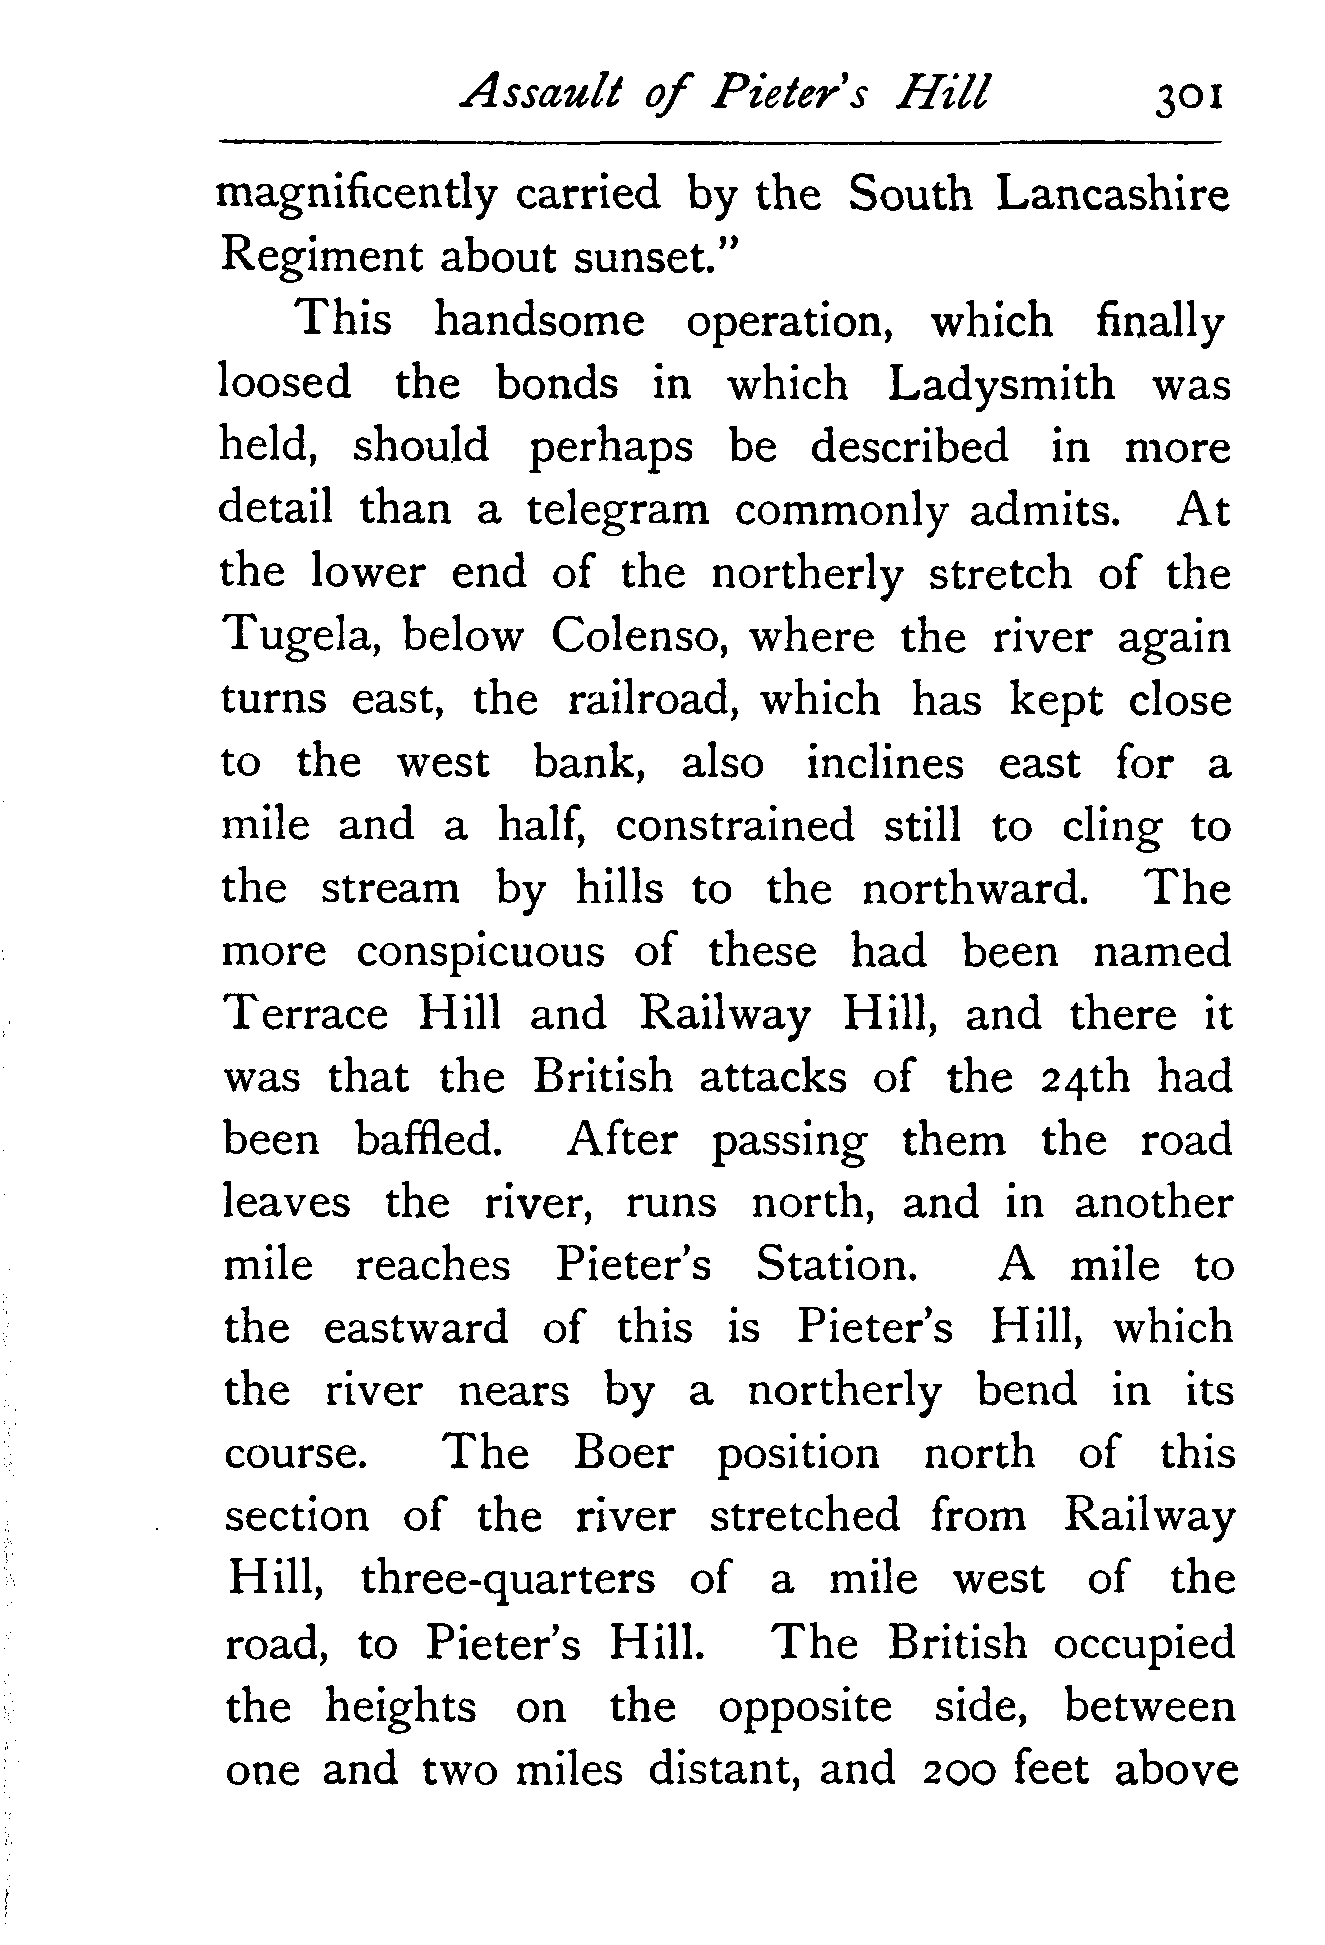 Assault of Pieter's Hill 301
magnificently carried by the South Lancashire
Regiment about sunset."
This handsome operation, which finally
loosed the bonds in which Ladysmith was
held, should perhaps be described in more
detail than a telegram commonly admits. At
the lower end of the northerly stretch of the
Tugela, below Colenso, where the river again
turns east, the railroad, which has kept close
to the west bank, also inclines east for a
mile and a half, constrained still to cling to
the stream by hills to the northward. The
more conspicuous of these had been named
Terrace Hill and Railway Hill, and there it
was that the British attacks of the 24th had
been baffled. After passing them the road
leaves the river, runs north, and in another
mile reaches Pieter's Station. A mile to
the eastward of this is Pieter's Hill, which
the river nears by a northerly bend in its
course. The Boer position north of this
section of the river stretched from Railway
Hill, three-quarters of a mile west of the
road, to Pieter's Hill. The British occupied
the heights on the opposite side, between
one and two miles distant, and 200 feet above